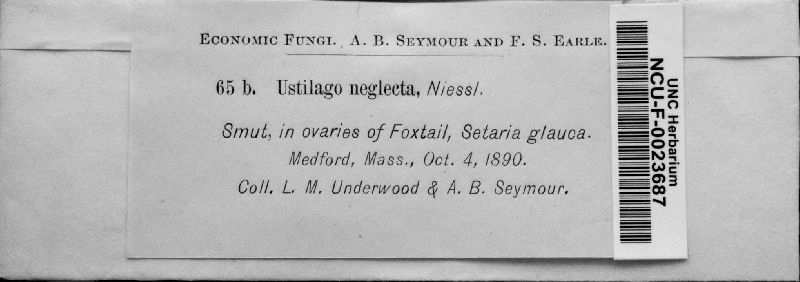 Economic Fungi. A. B. Seymour and F. S. Earle.
65 b. Ustilago neglecta, Niessl.
Smut, in ovaries of Foxtail, Setaria glauca.
Medford, Mass., Oct. 4, 1890.
Coll. L. M. Underwood & A. B. Seymour.
UNC Herbarium
NCU-F-0023687